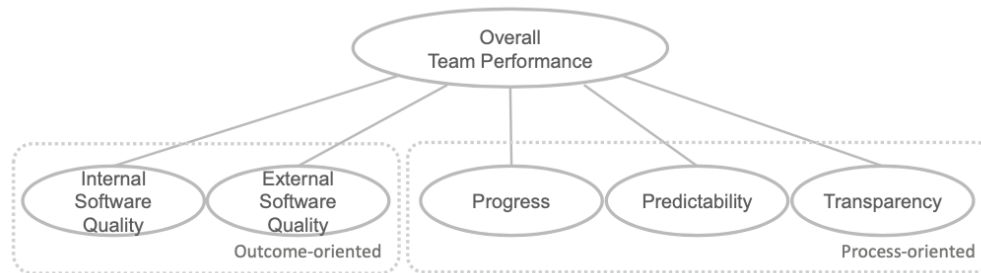 Overall
Team Performance
Internal
Software
Quality
External
Software
Quality
Progress
Predictability
Transparency
Outcome-oriented
Process-oriented